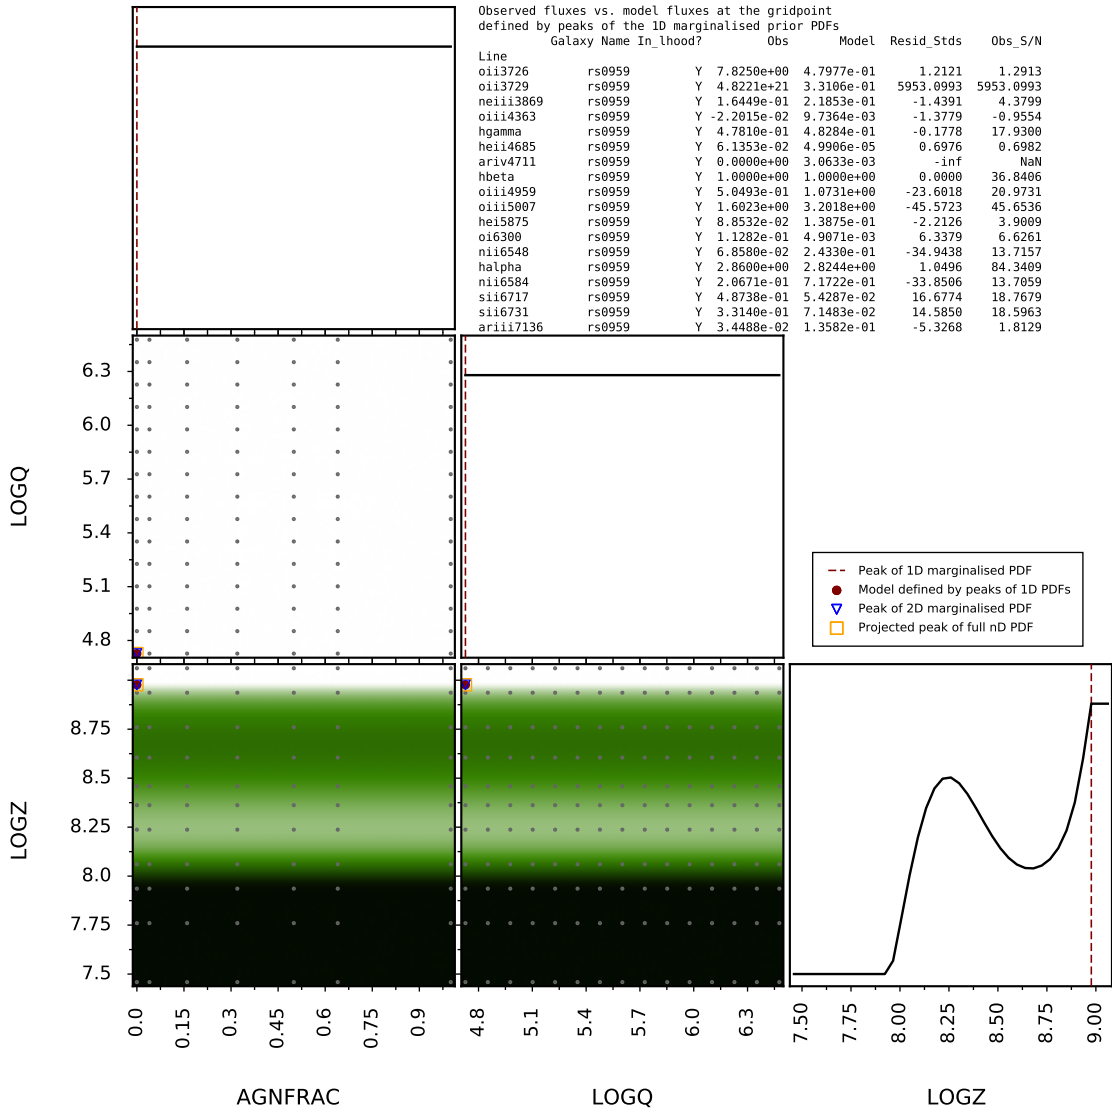 Observed fluxes vs. model fluxes at the gridpoint
defined by peaks of the 1D marginalised prior PDFs
Galaxy Name In_lhood? Obs Model Resid_Stds Obs_S/N
Line
oii3726 rs0959 Y 7.8250e+00 4.7977e-01 1.2121 1.2913
oii3729 rs0959 Y 4.8221e+21 3.3106e-01 5953.0993 5953.0993
neiii3869 rs0959 Y 1.6449e-01 2.1853e-01 -1.4391 4.3799
oiii4363 rs0959 Y -2.2015e-02 9.7364e-03 -1.3779 -0.9554
hgamma rs0959 Y 4.7810e-01 4.8284e-01 -0.1778 17.9300
heii4685 rs0959 Y 6.1353e-02 4.9906e-05 0.6976 0.6982
ariv4711 rs0959 Y 0.0000e+00 3.0633e-03 -inf NaN
hbeta rs0959 Y 1.0000e+00 1.0000e+00 0.0000 36.8406
oiii4959 rs0959 Y 5.0493e-01 1.0731e+00 -23.6018 20.9731
oiii5007 rs0959 Y 1.6023e+00 3.2018e+00 -45.5723 45.6536
hei5875 rs0959 Y 8.8532e-02 1.3875e-01 -2.2126 3.9009
oi6300 rs0959 Y 1.1282e-01 4.9071e-03 6.3379 6.6261
nii6548 rs0959 Y 6.8580e-02 2.4330e-01 -34.9438 13.7157
halpha rs0959 Y 2.8600e+00 2.8244e+00 1.0496 84.3409
nii6584 rs0959 Y 2.0671e-01 7.1722e-01 -33.8506 13.7059
sii6717 rs0959 Y 4.8738e-01 5.4287e-02 16.6774 18.7679
sii6731 rs0959 Y 3.3140e-01 7.1483e-02 14.5850 18.5963
ariii7136 rs0959 Y 3.4488e-02 1.3582e-01 -5.3268 1.8129
6.3
6.0
5.7
5.4
5.1
4.8
LOGQ
Peak of 1D marginalised PDF
Model defined by peaks of 1D PDFs
Peak of 2D marginalised PDF
Projected peak of full nD PDF
8.75
8.5
8.25
8.0
7.75
7.5
LOGZ
0.0 0.15 0.3 0.45 0.6 0.75 0.9
4.8 5.1 5.4 5.7 6.0 6.3
7.50 7.75 8.00 8.25 8.50 8.75 9.00
AGNFRAC LOGQ LOGZ